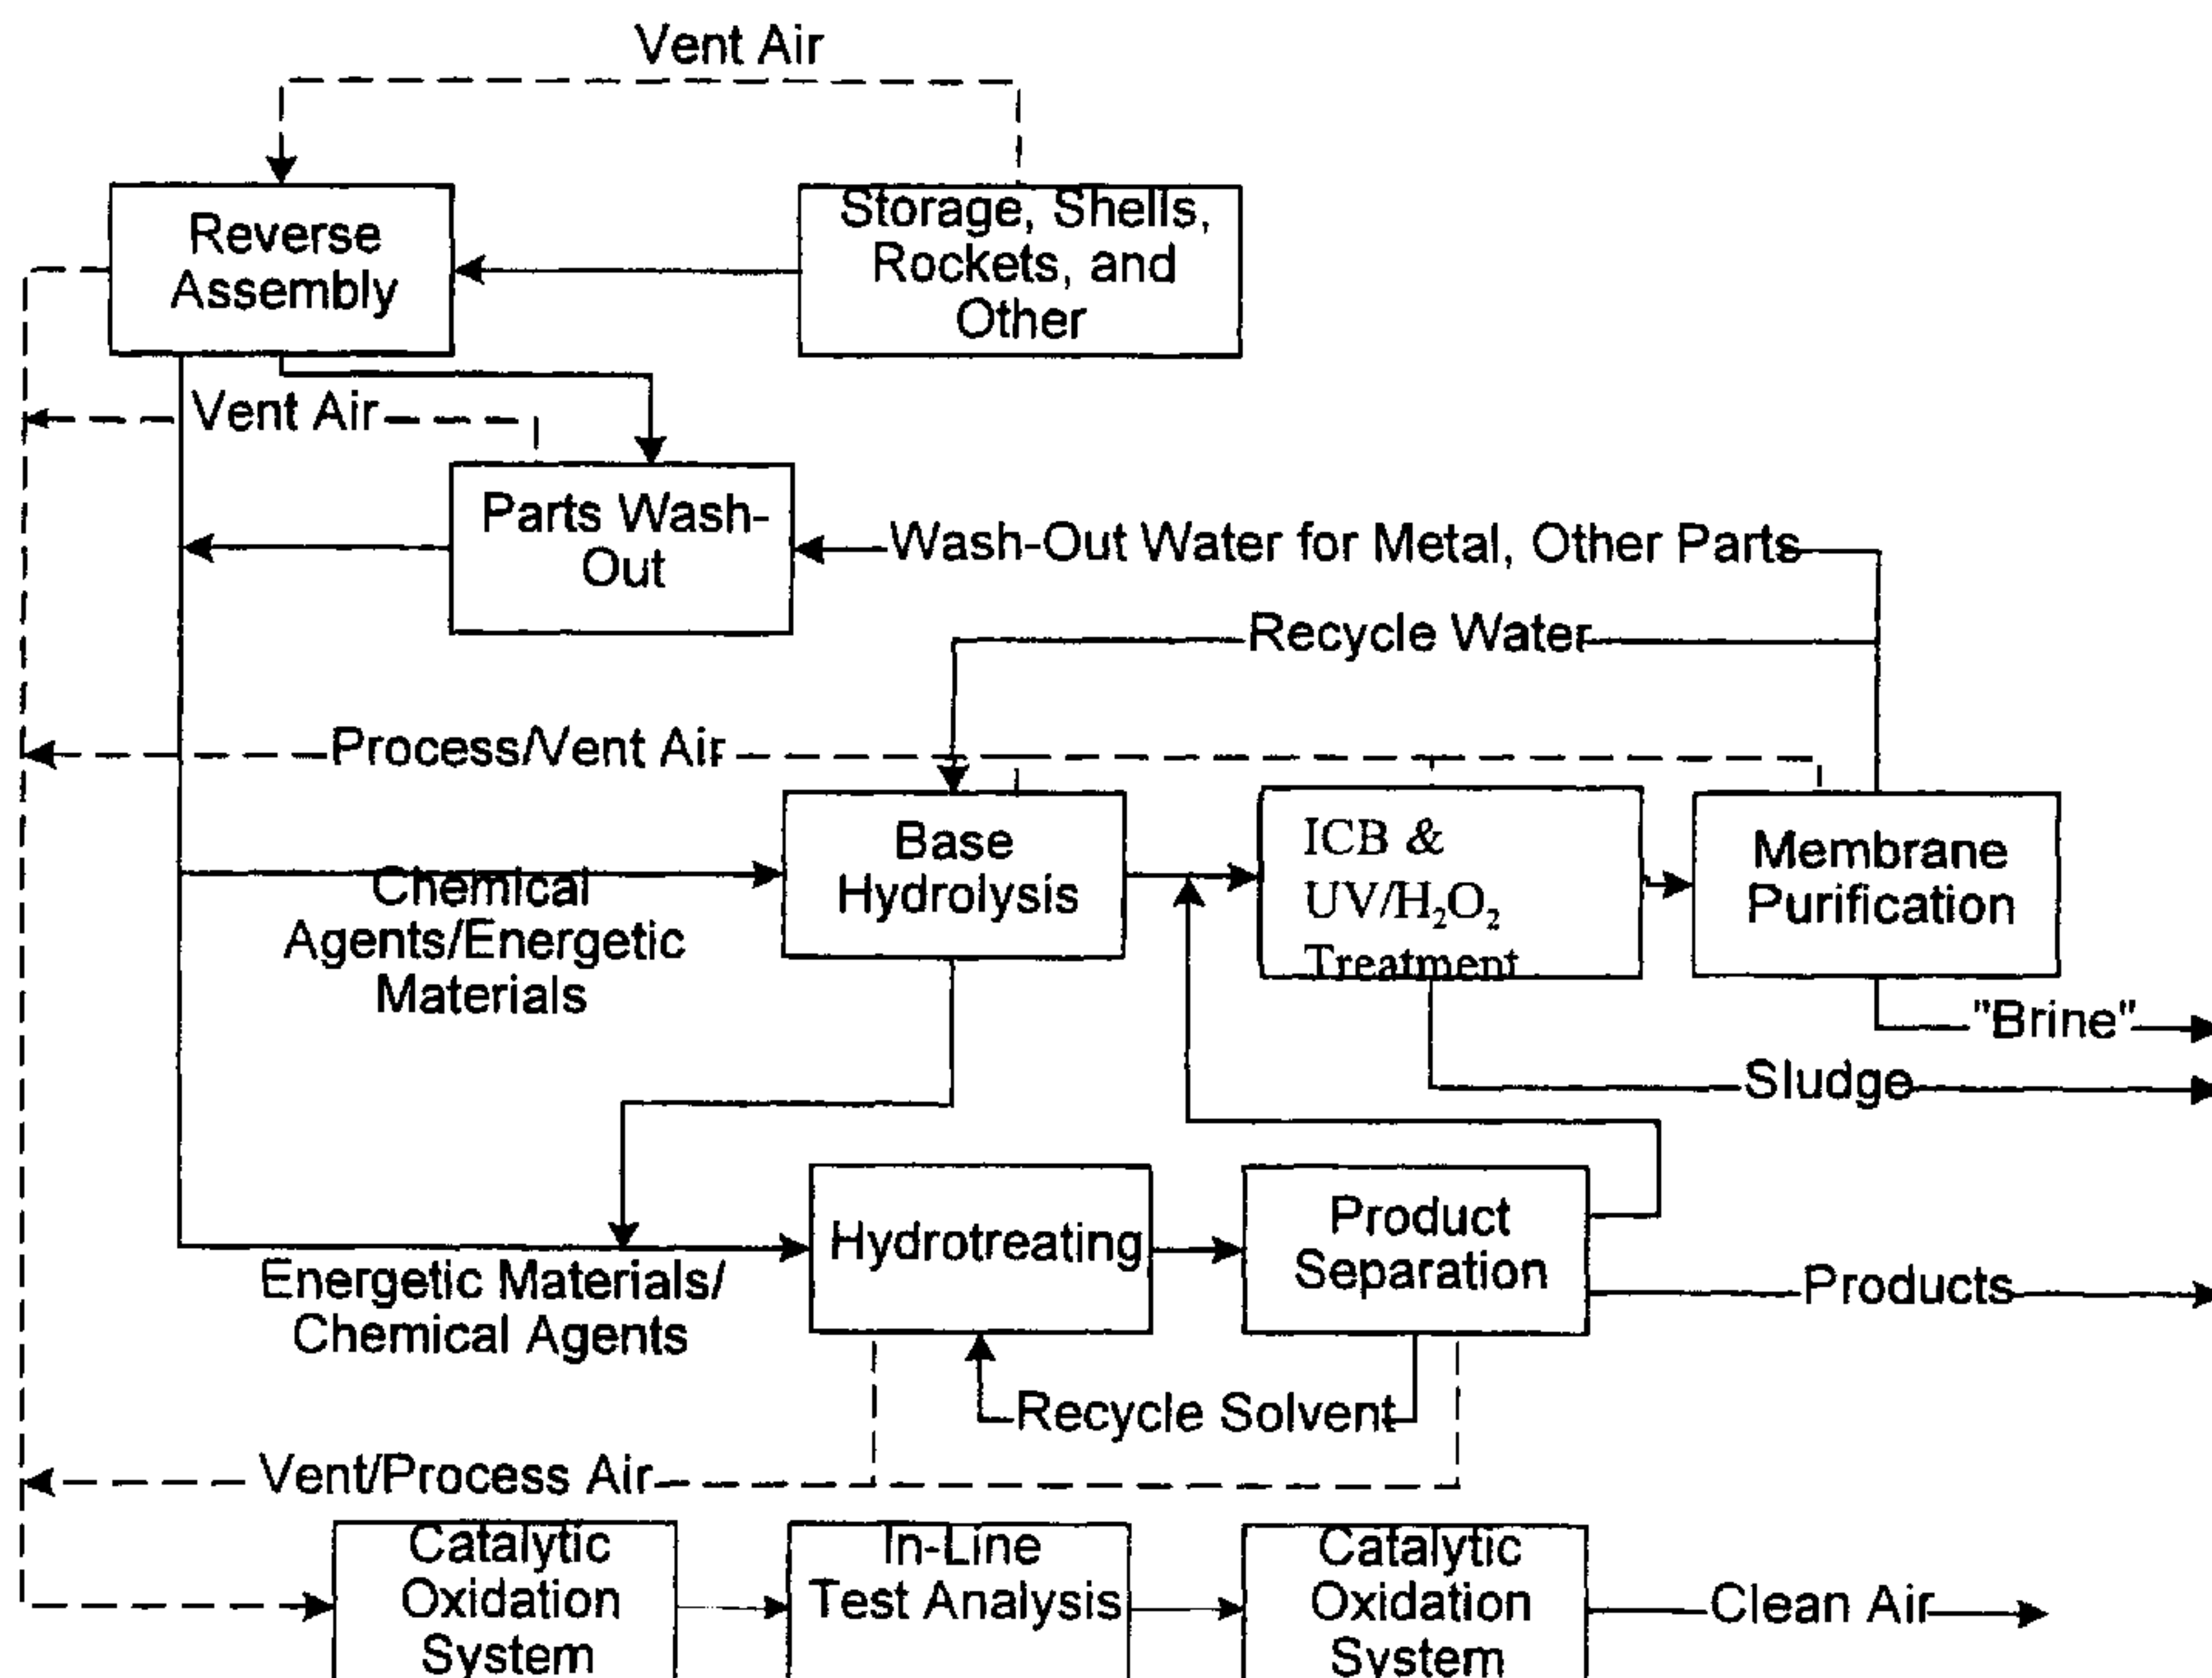 Vent Air
Reverse
Assembly
Storage, Shells,
Rockets, and
Other
Vent Air
Parts Wash-
Out
Wash-Out Water for Metal, Other Parts
Recycle Water
Process/Vent Air
Base
Hydrolysis
ICB &
UV/H₂O₂
Treatment
Membrane
Purification
Chemical
Agents/Energetic
Materials
"Brine"
Sludge
Hydrotreating
Product
Separation
Products
Energetic Materials/
Chemical Agents
Recycle Solvent
Vent/Process Air
Catalytic
Oxidation
System
In-Line
Test Analysis
Catalytic
Oxidation
System
Clean Air